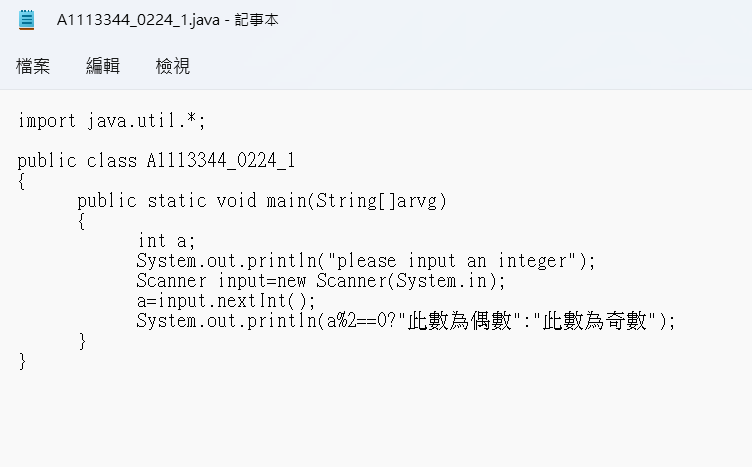 A1113344_0224_1.java - 記事本
檔案 編輯 檢視
import java.util.*;
public class A1113344_0224_1
{
public static void main(String[]arvg)
{
int a;
System.out.println("please input an integer");
Scanner input=new Scanner(System.in);
a=input.nextInt();
System.out.println(a%2==0?"此數為偶數":"此數為奇數");
}
}